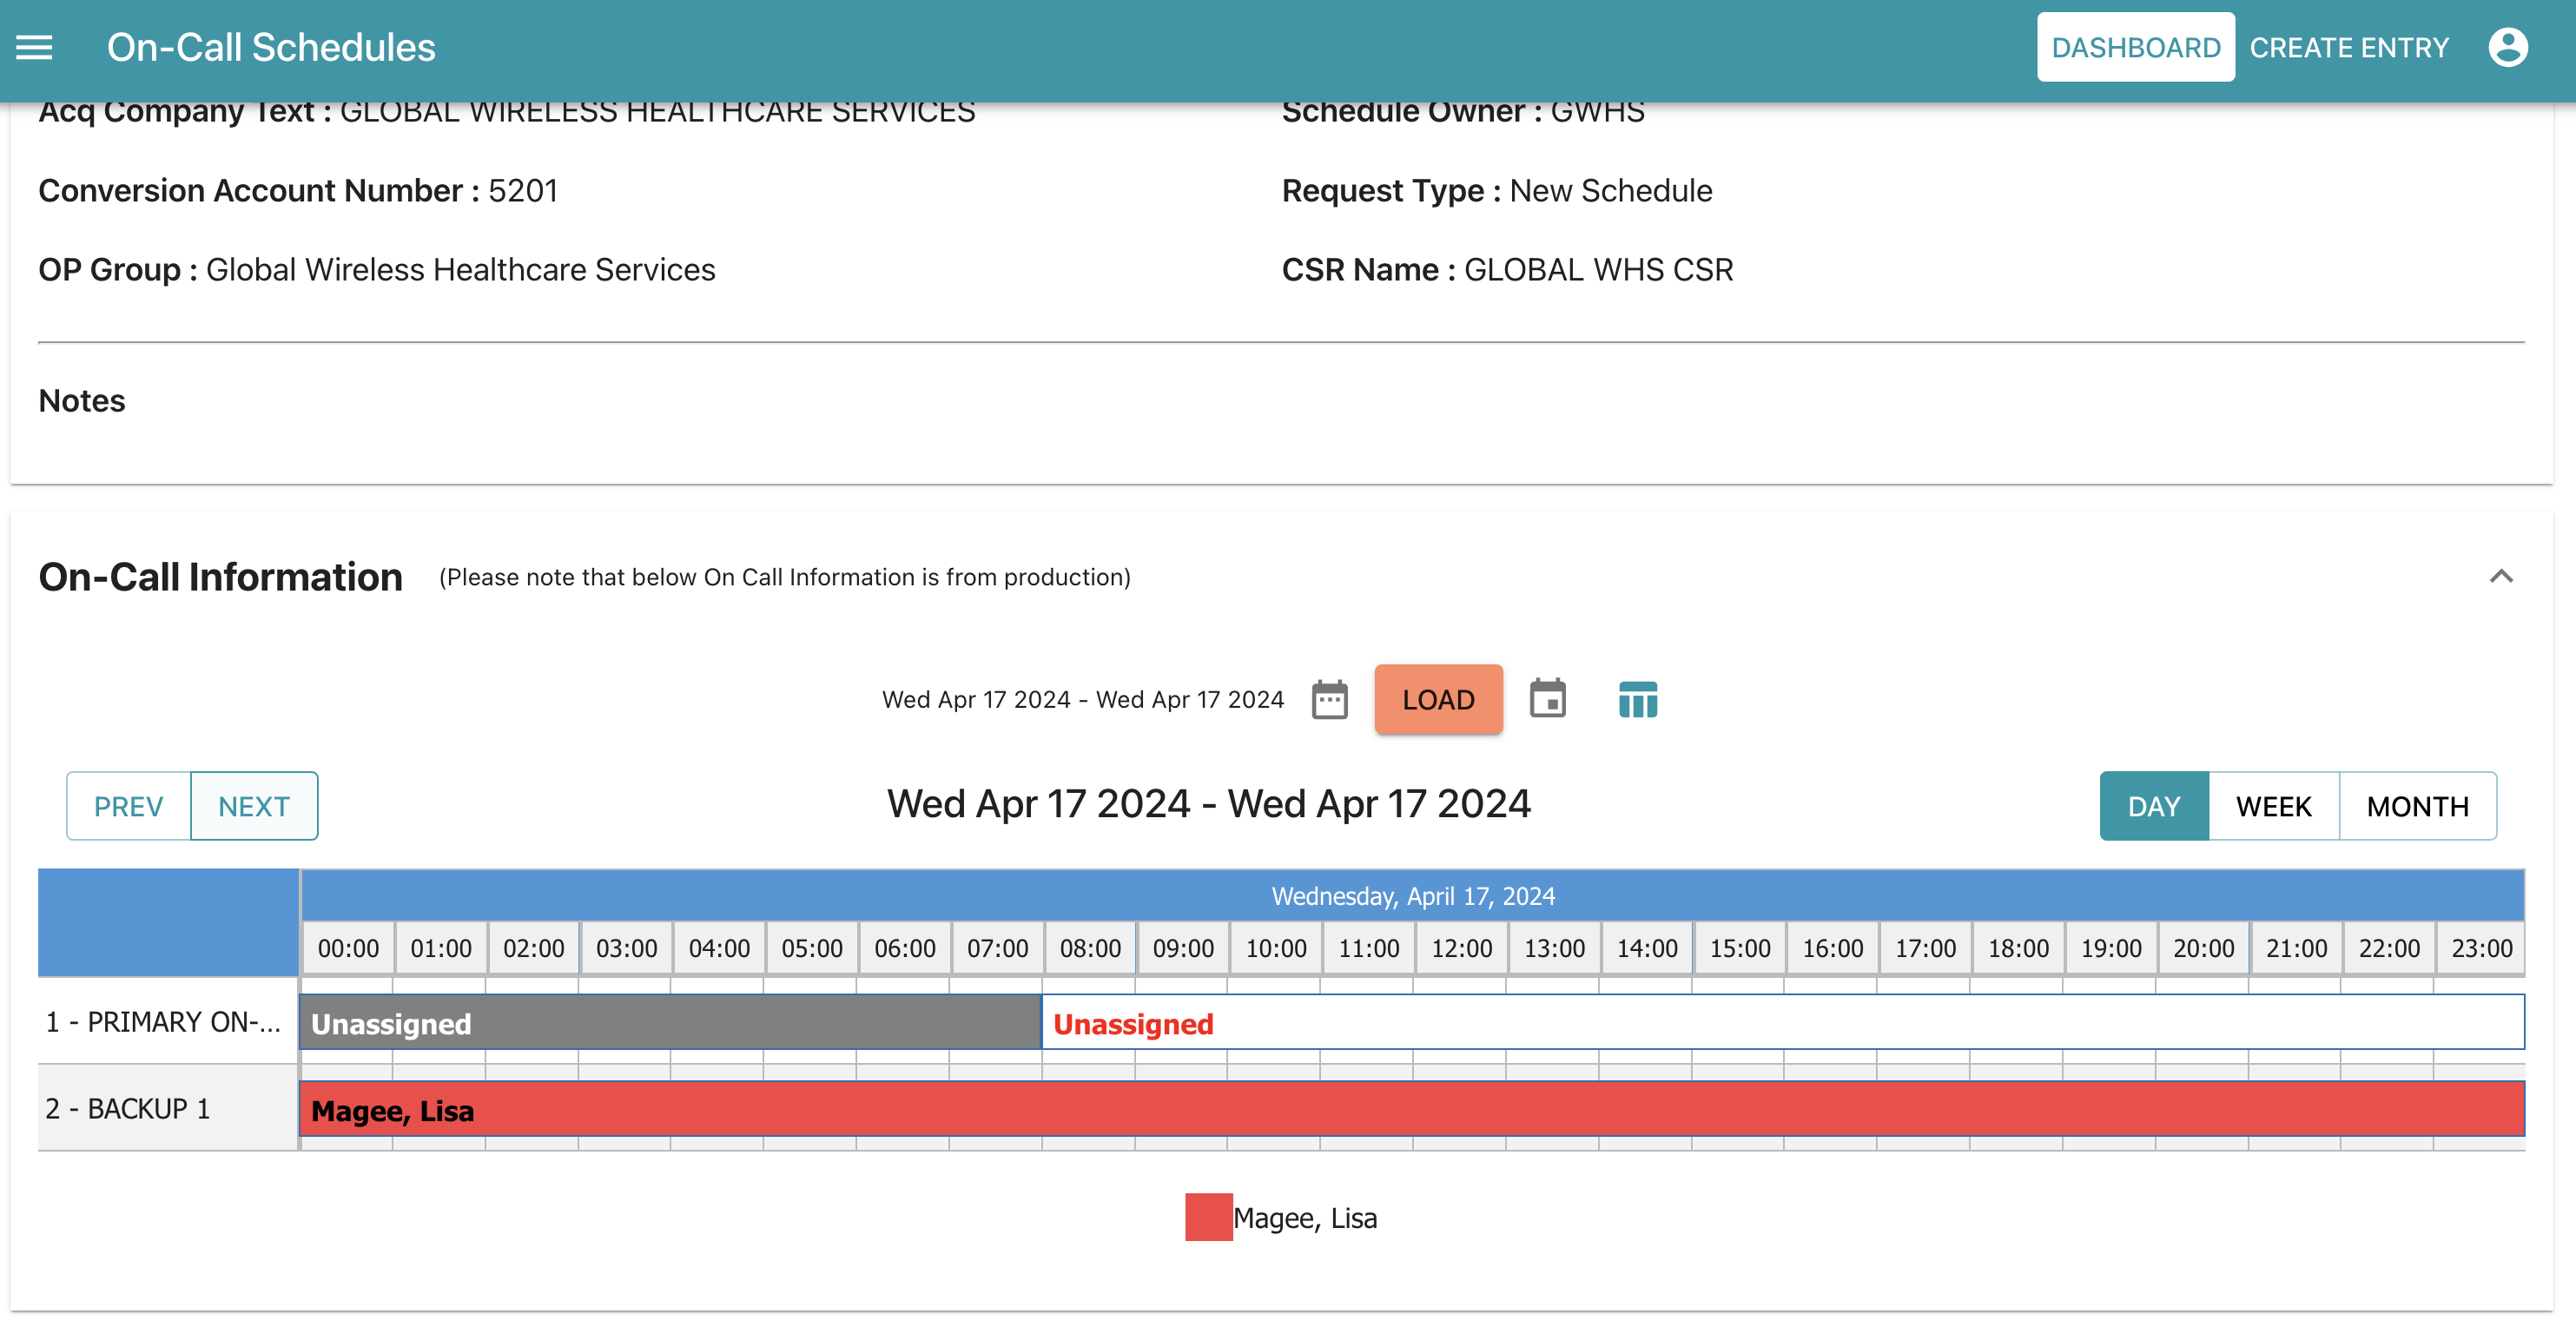 On-Call Schedules
DASHBOARD CREATE ENTRY
Acq Company Text : GLOBAL WIRELESS HEALTHCARE SERVICES
Schedule Owner : GWHS
Conversion Account Number : 5201
Request Type : New Schedule
OP Group : Global Wireless Healthcare Services
CSR Name : GLOBAL WHS CSR
Notes
On-Call Information (Please note that below On Call Information is from production)
Wed Apr 17 2024 - Wed Apr 17 2024 LOAD
PREV NEXT
Wed Apr 17 2024 - Wed Apr 17 2024
DAY WEEK MONTH
Wednesday, April 17, 2024
00:00 01:00 02:00 03:00 04:00 05:00 06:00 07:00 08:00 09:00 10:00 11:00 12:00 13:00 14:00 15:00 16:00 17:00 18:00 19:00 20:00 21:00 22:00 23:00
1 - PRIMARY ON-... Unassigned Unassigned
2 - BACKUP 1 Magee, Lisa
Magee, Lisa